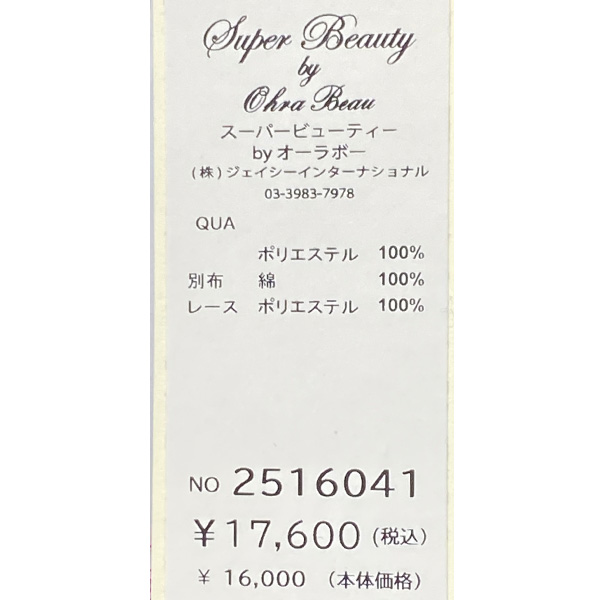 Super Beauty
by
Ohra Beau
スーパービューティー
by オーラボー
(株)ジェイシーインターナショナル
03-3983-7978
QUA
ポリエステル 100%
別布 綿 100%
レース ポリエステル 100%
NO 2516041
¥17,600 (税込)
¥ 16,000 (本体価格)